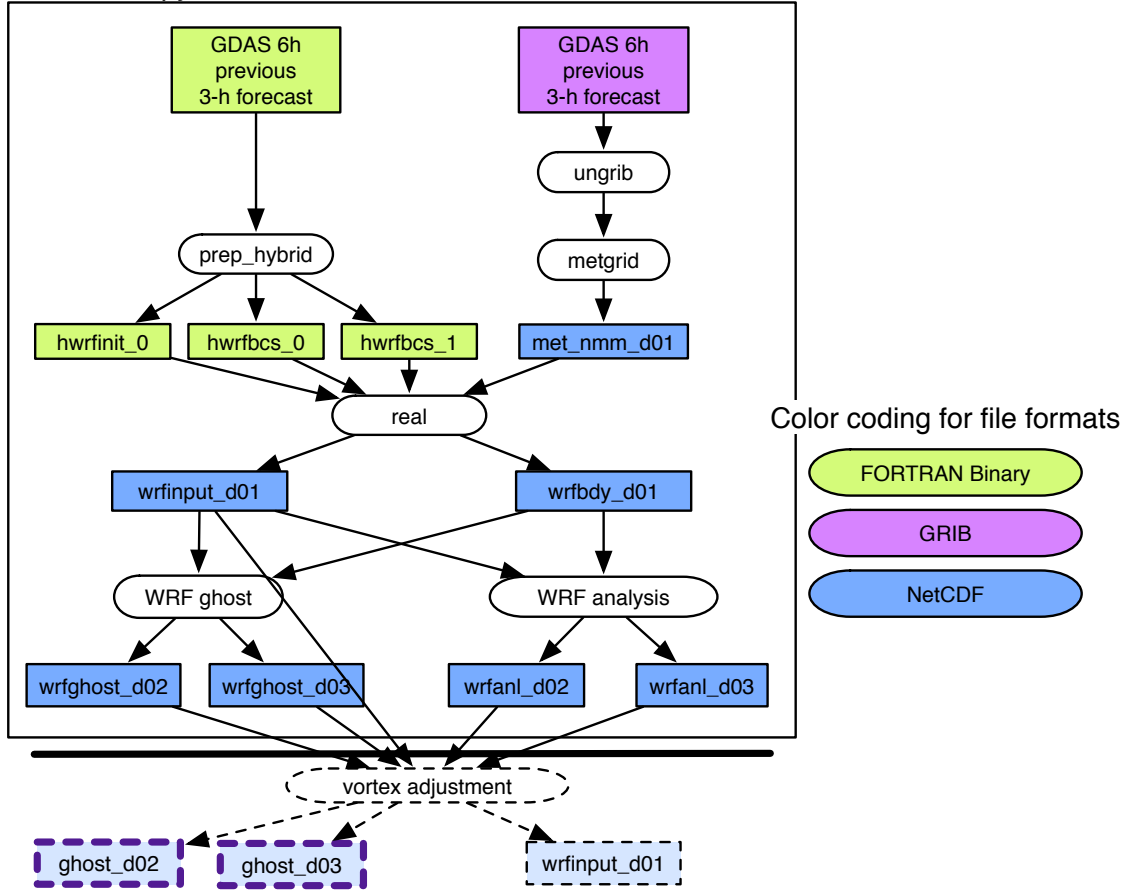 GDAS 6h
previous
3-h forecast
GDAS 6h
previous
3-h forecast
ungrib
prep_hybrid
metgrid
hwrfinit_0
hwrfbcs_0
hwrfbcs_1
met_nmm_d01
real
Color coding for file formats
FORTRAN Binary
GRIB
NetCDF
wrfinput_d01
wrfbdy_d01
WRF ghost
WRF analysis
wrfghost_d02
wrfghost_d03
wrfanl_d02
wrfanl_d03
vortex adjustment
ghost_d02
ghost_d03
wrfinput_d01